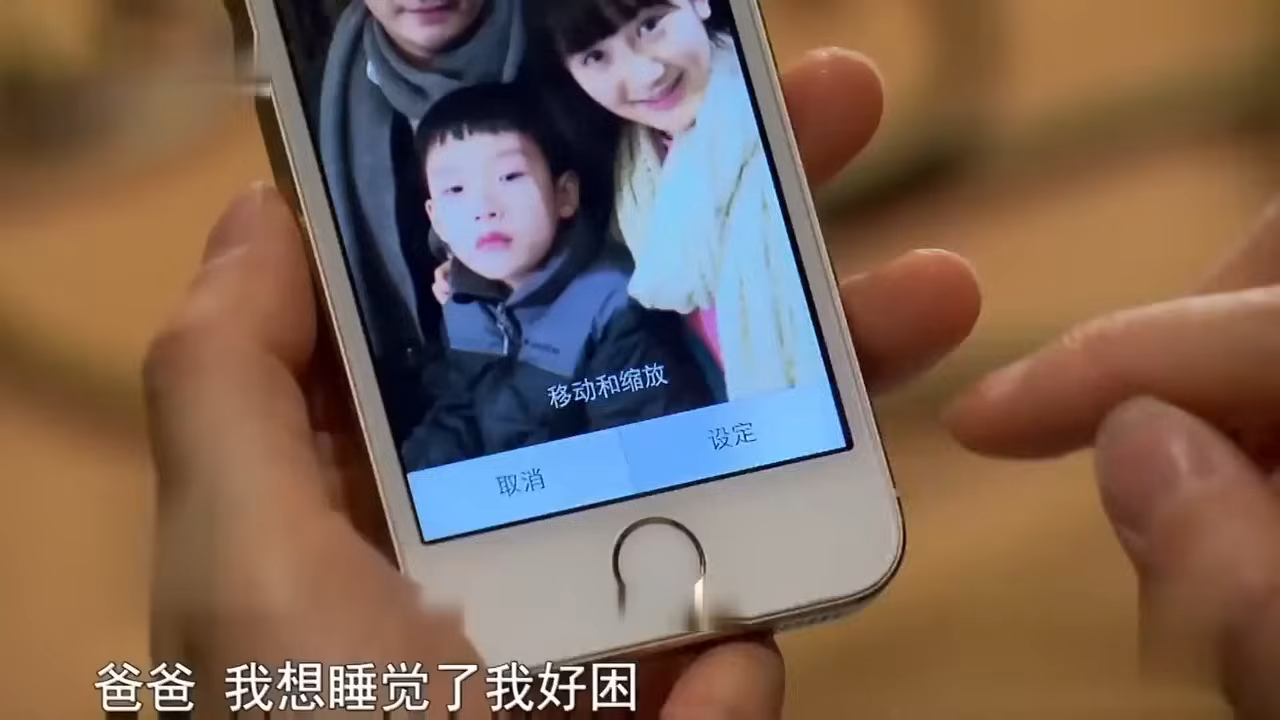 移动和缩放
取消
设定
爸爸 我想睡觉了我好困